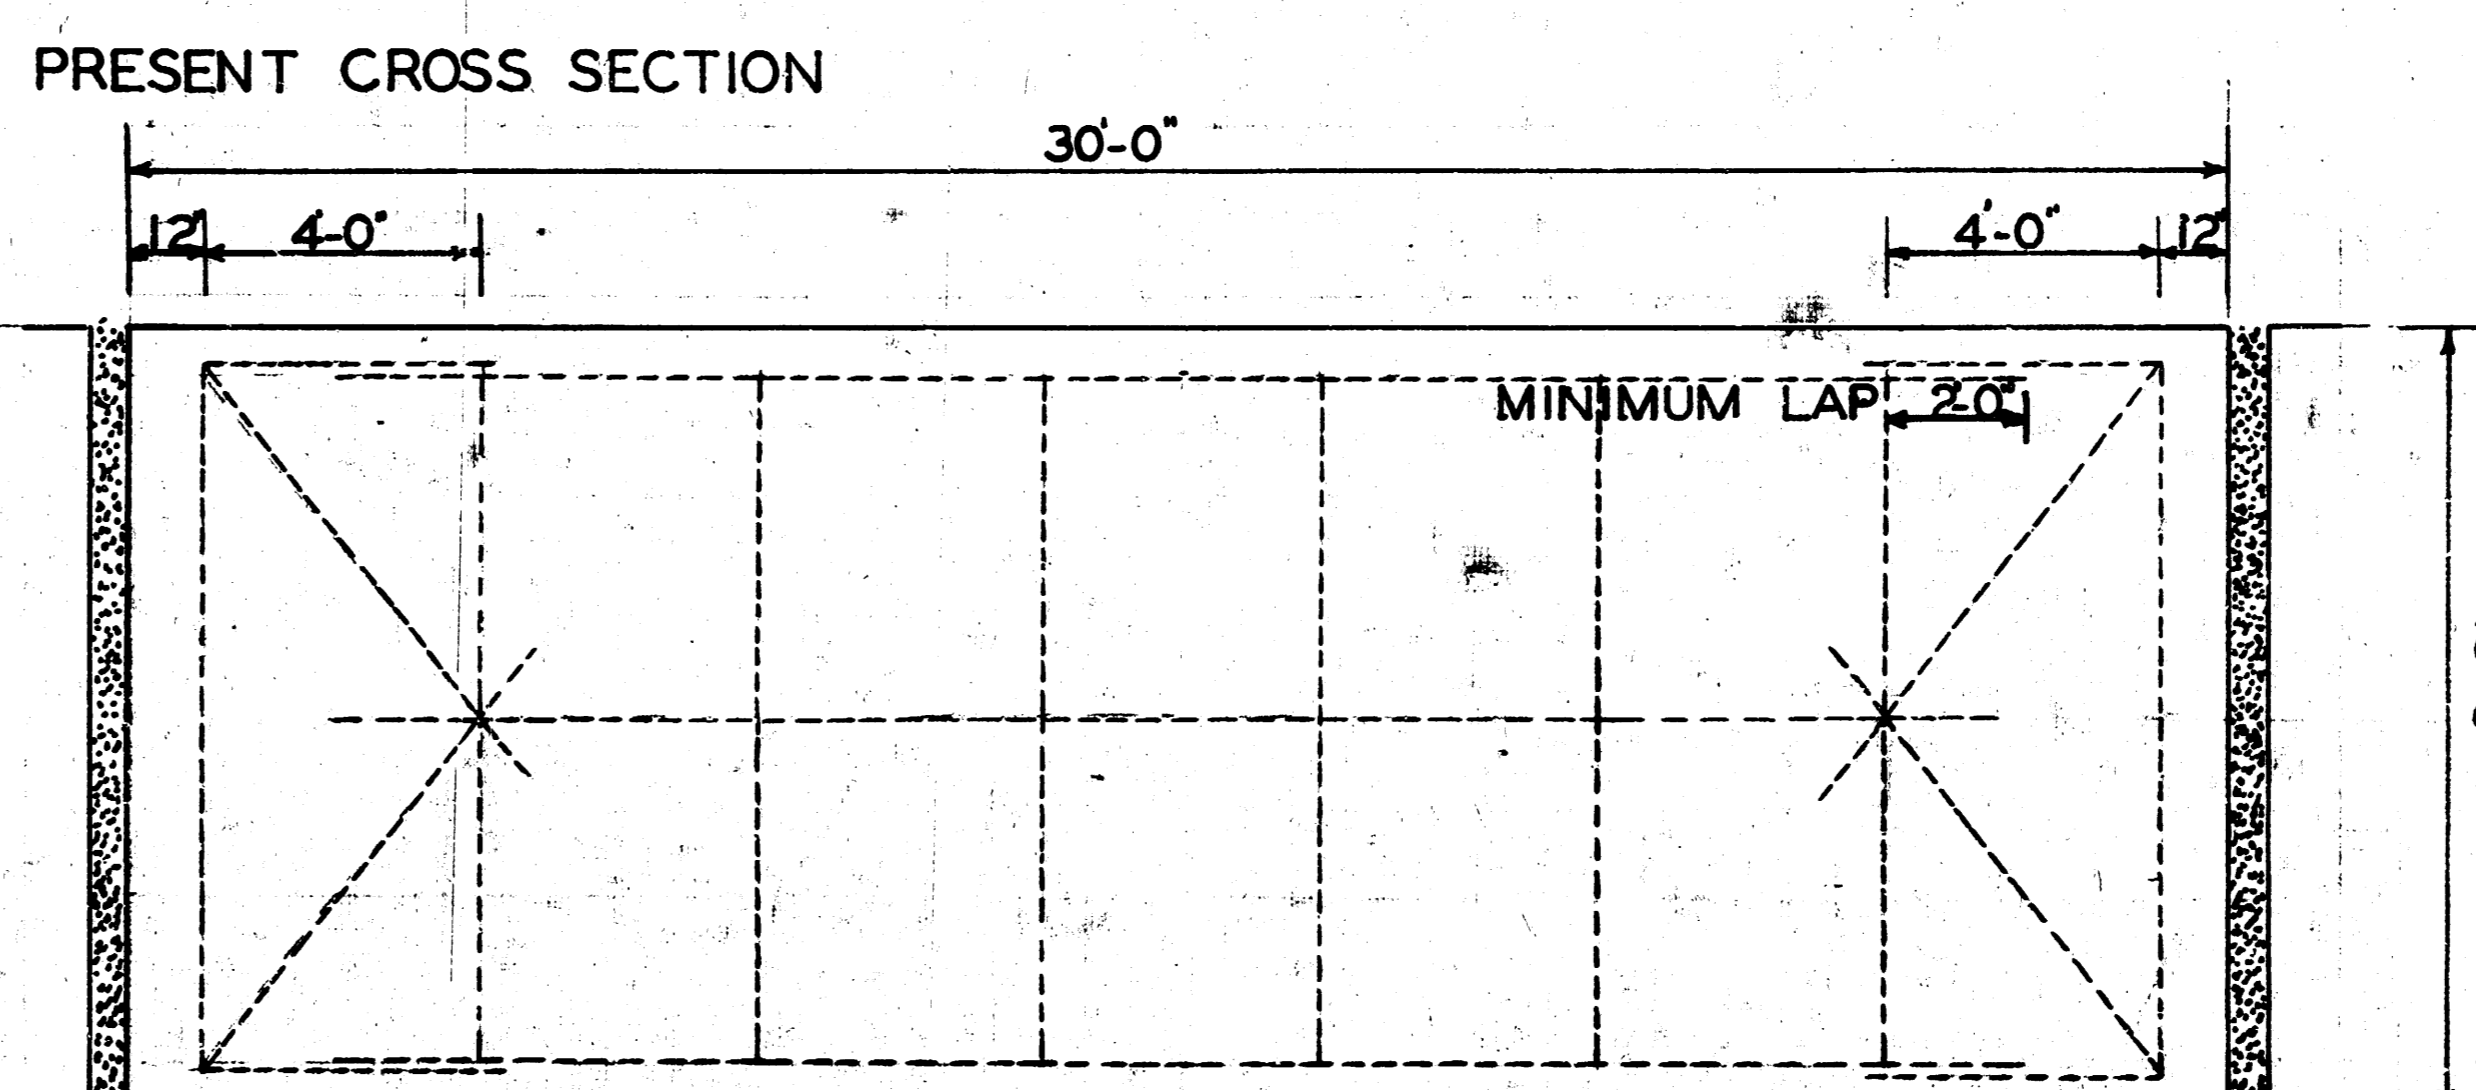 PRESENT CROSS SECTION
30'-0"
12" 4'-0" 4'-0" 12"
MINIMUM LAP 2'-0"